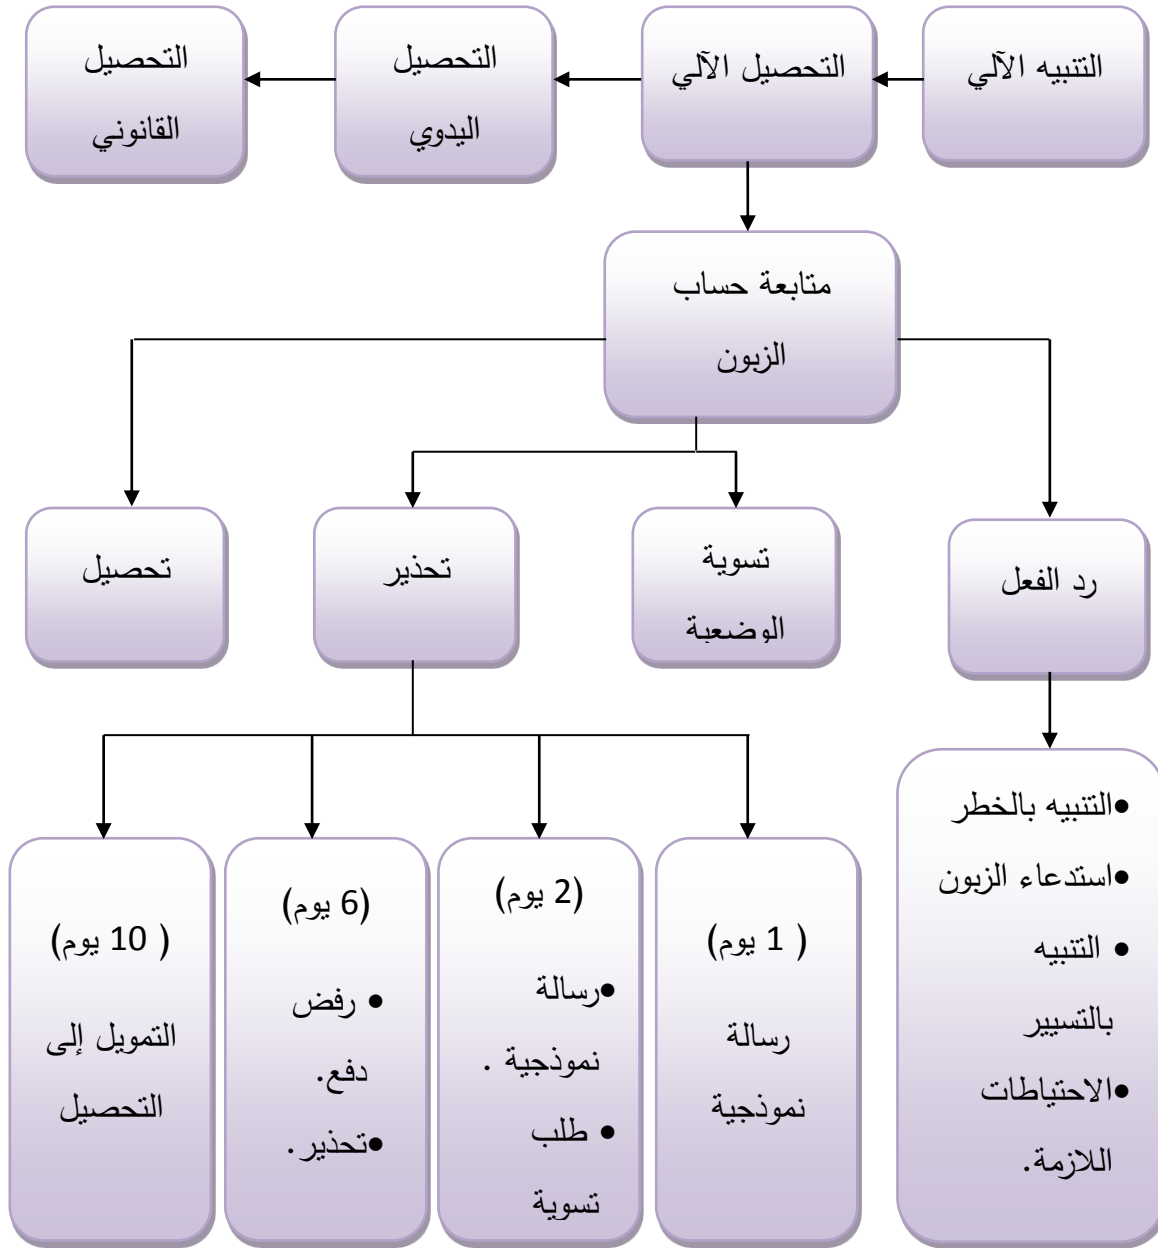 التنبيه الآلي
التحصيل الآلي
التحصيل
اليدوي
التحصيل
القانوني
متابعة حساب
الزبون
رد الفعل
تسوية
الوضعية
تحذير
تحصيل
•التنبيه بالخطر
•استدعاء الزبون
• التنبيه
بالتسيير
•الاحتياطات
اللازمة.
( 1 يوم)
رسالة
نموذجية
(2 يوم)
•رسالة
نموذجية .
• طلب
تسوية
(6 يوم)
• رفض
دفع.
•تحذير.
( 10 يوم)
التمويل إلى
التحصيل